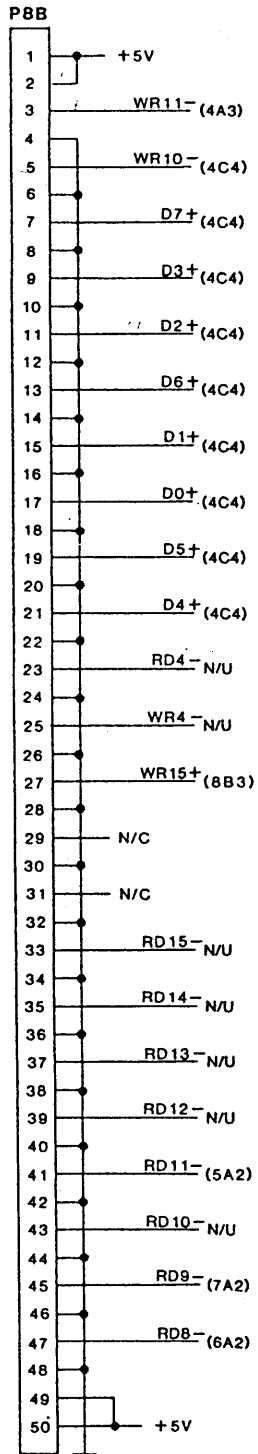 P8B
1 +5V
2
3 WR11- (4A3)
4
5 WR10- (4C4)
6
7 D7+ (4C4)
8
9 D3+ (4C4)
10
11 D2+ (4C4)
12
13 D6+ (4C4)
14
15 D1+ (4C4)
16
17 D0+ (4C4)
18
19 D5+ (4C4)
20
21 D4+ (4C4)
22
23 RD4- N/U
24
25 WR4- N/U
26
27 WR15+ (8B3)
28
29 N/C
30
31 N/C
32
33 RD15- N/U
34
35 RD14- N/U
36
37 RD13- N/U
38
39 RD12- N/U
40
41 RD11- (5A2)
42
43 RD10- N/U
44
45 RD9- (7A2)
46
47 RD8- (6A2)
48
49
50 +5V